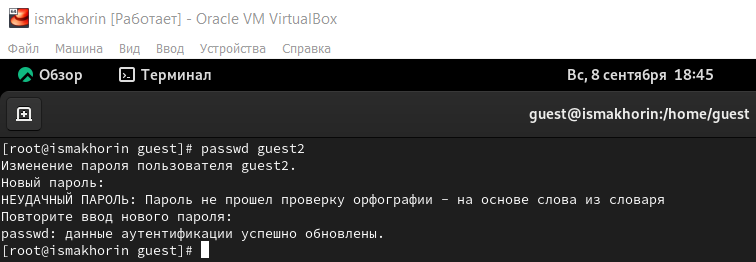 ismakhorin [Работает] - Oracle VM VirtualBox
Файл Машина Вид Ввод Устройства Справка
Обзор Терминал Вс, 8 сентября 18:45
guest@ismakhorin:/home/guest
[root@ismakhorin guest]# passwd guest2
Изменение пароля пользователя guest2.
Новый пароль:
НЕУДАЧНЫЙ ПАРОЛЬ: Пароль не прошел проверку орфографии - на основе слова из словаря
Повторите ввод нового пароля:
passwd: данные аутентификации успешно обновлены.
[root@ismakhorin guest]#